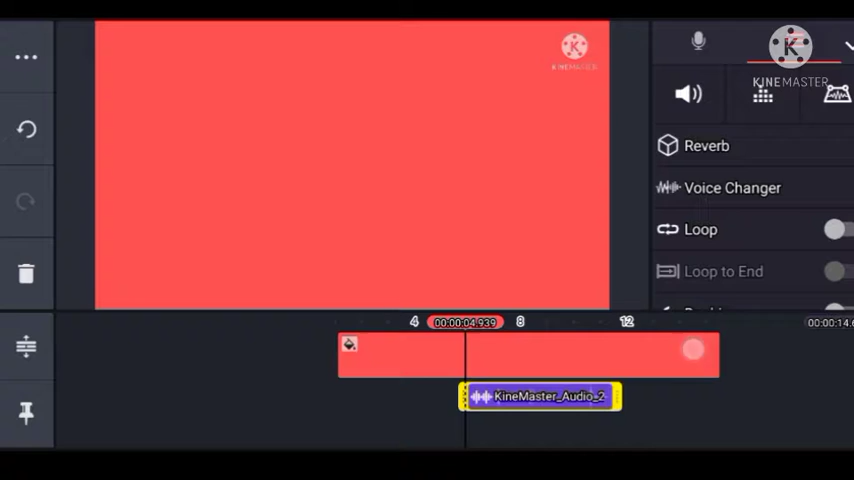 KINEMASTER
KINEMASTER
Reverb
Voice Changer
Loop
Loop to End
4
00:00:04.939
8
12
00:00:14.
KineMaster_Audio_2